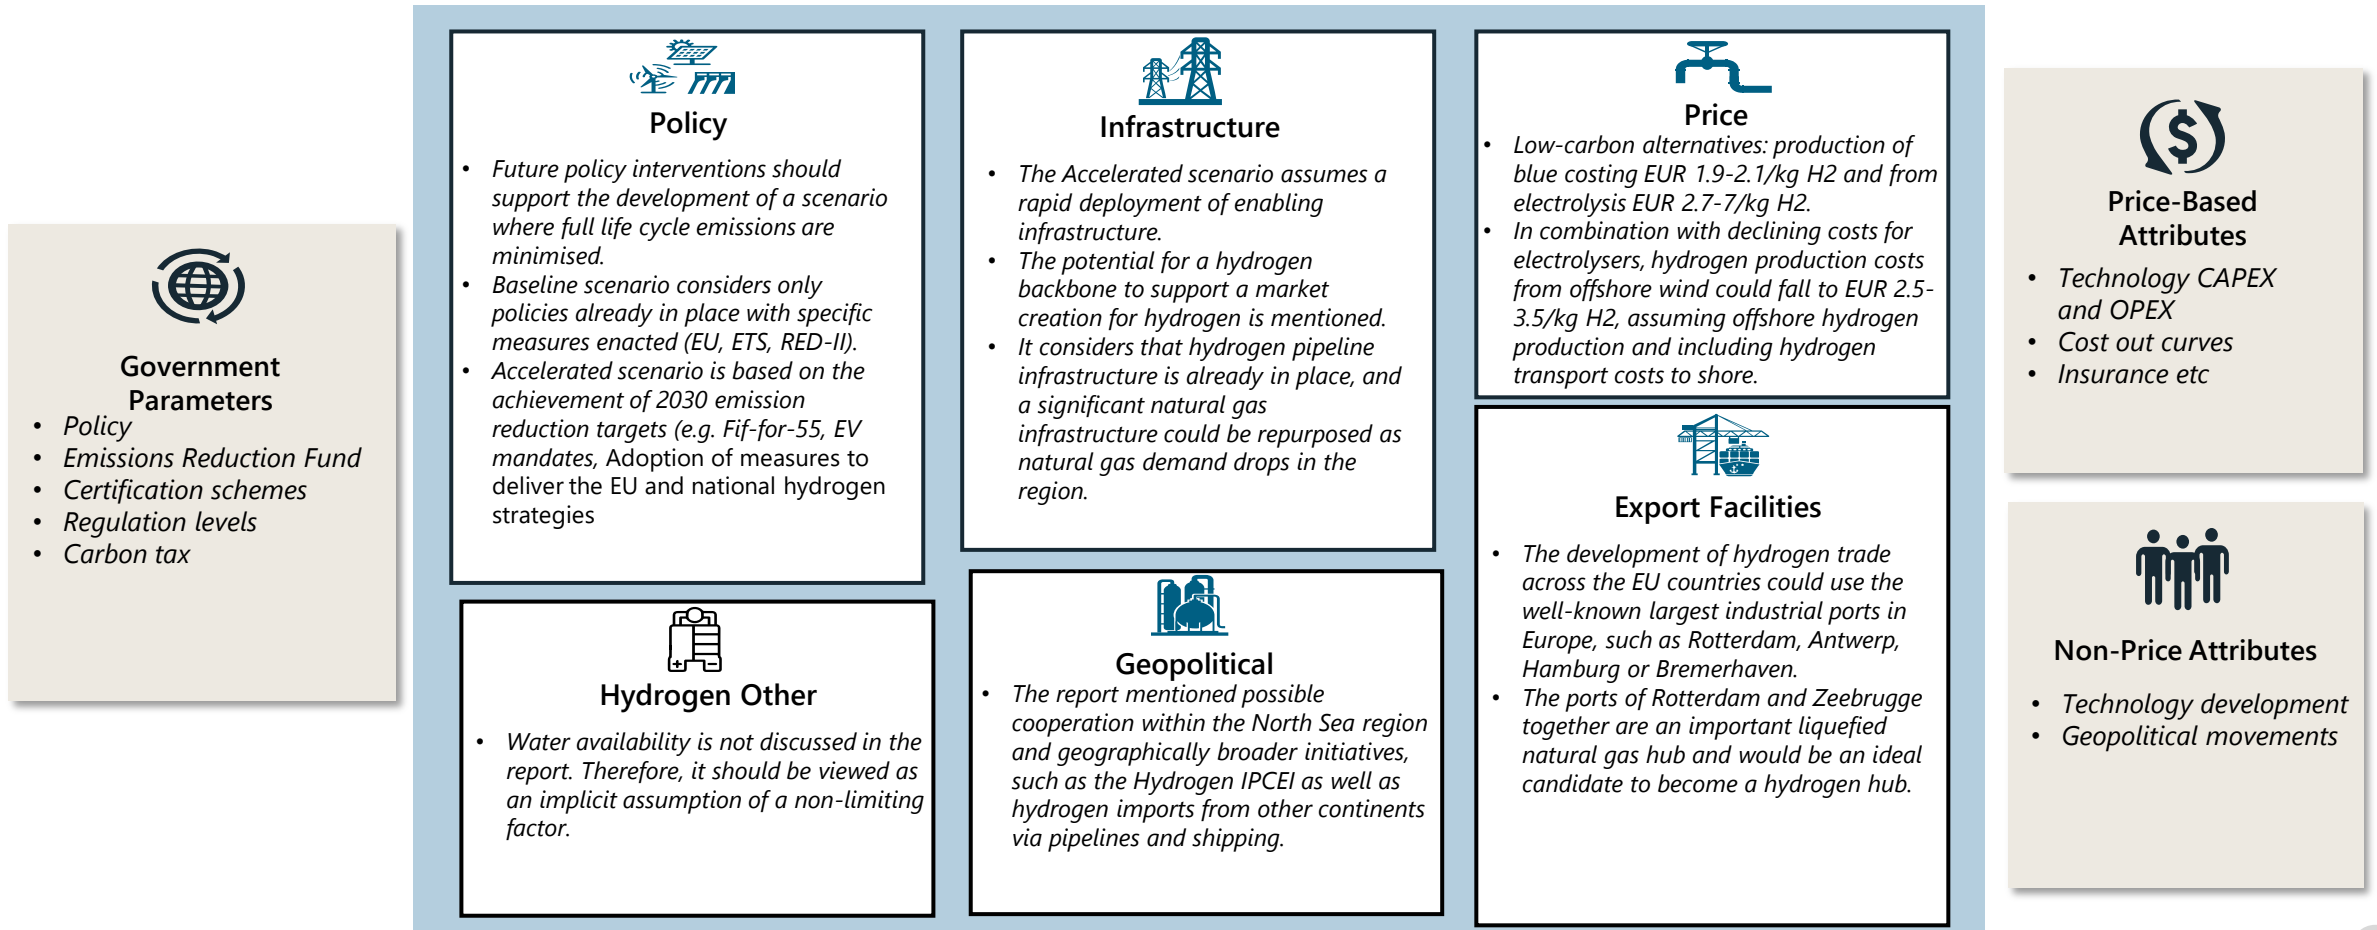 Government
Parameters
• Policy
• Emissions Reduction Fund
• Certification schemes
• Regulation levels
• Carbon tax
Policy
• Future policy interventions should
support the development of a scenario
where full life cycle emissions are
minimised.
• Baseline scenario considers only
policies already in place with specific
measures enacted (EU, ETS, RED-II).
• Accelerated scenario is based on the
achievement of 2030 emission
reduction targets (e.g. Fif-for-55, EV
mandates, Adoption of measures to
deliver the EU and national hydrogen
strategies
Hydrogen Other
• Water availability is not discussed in the
report. Therefore, it should be viewed as
an implicit assumption of a non-limiting
factor.
Infrastructure
• The Accelerated scenario assumes a
rapid deployment of enabling
infrastructure.
• The potential for a hydrogen
backbone to support a market
creation for hydrogen is mentioned.
• It considers that hydrogen pipeline
infrastructure is already in place, and
a significant natural gas
infrastructure could be repurposed as
natural gas demand drops in the
region.
Geopolitical
• The report mentioned possible
cooperation within the North Sea region
and geographically broader initiatives,
such as the Hydrogen IPCEI as well as
hydrogen imports from other continents
via pipelines and shipping.
Price
• Low-carbon alternatives: production of
blue costing EUR 1.9-2.1/kg H2 and from
electrolysis EUR 2.7-7/kg H2.
• In combination with declining costs for
electrolysers, hydrogen production costs
from offshore wind could fall to EUR 2.5-
3.5/kg H2, assuming offshore hydrogen
production and including hydrogen
transport costs to shore.
Export Facilities
• The development of hydrogen trade
across the EU countries could use the
well-known largest industrial ports in
Europe, such as Rotterdam, Antwerp,
Hamburg or Bremerhaven.
• The ports of Rotterdam and Zeebrugge
together are an important liquefied
natural gas hub and would be an ideal
candidate to become a hydrogen hub.
$
Price-Based
Attributes
• Technology CAPEX
and OPEX
• Cost out curves
• Insurance etc
Non-Price Attributes
• Technology development
• Geopolitical movements